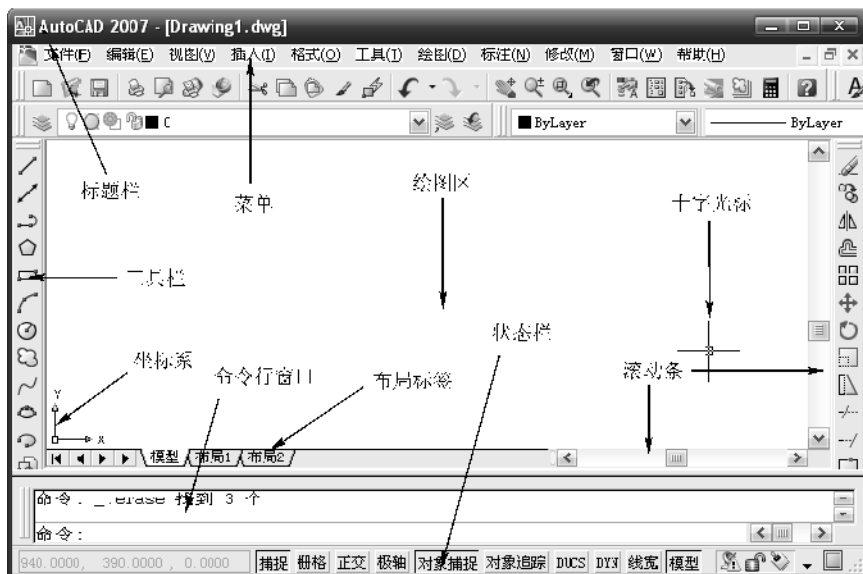 AutoCAD 2007 - [Drawing1.dwg]
文件(F) 编辑(E) 视图(V) 插入(I) 格式(O) 工具(T) 绘图(D) 标注(N) 修改(M) 窗口(W) 帮助(H)
ByLayer ByLayer
标题栏
菜单
绘图区
十字光标
工具栏
状态栏
坐标系
命令行窗口
布局标签
滚动条
Y
X
模型 布局1 布局2
命令: _.erase 找到 3 个
命令:
940.0000, 390.0000 , 0.0000 捕捉 栅格 正交 极轴 对象捕捉 对象追踪 DUCS DYN 线宽 模型